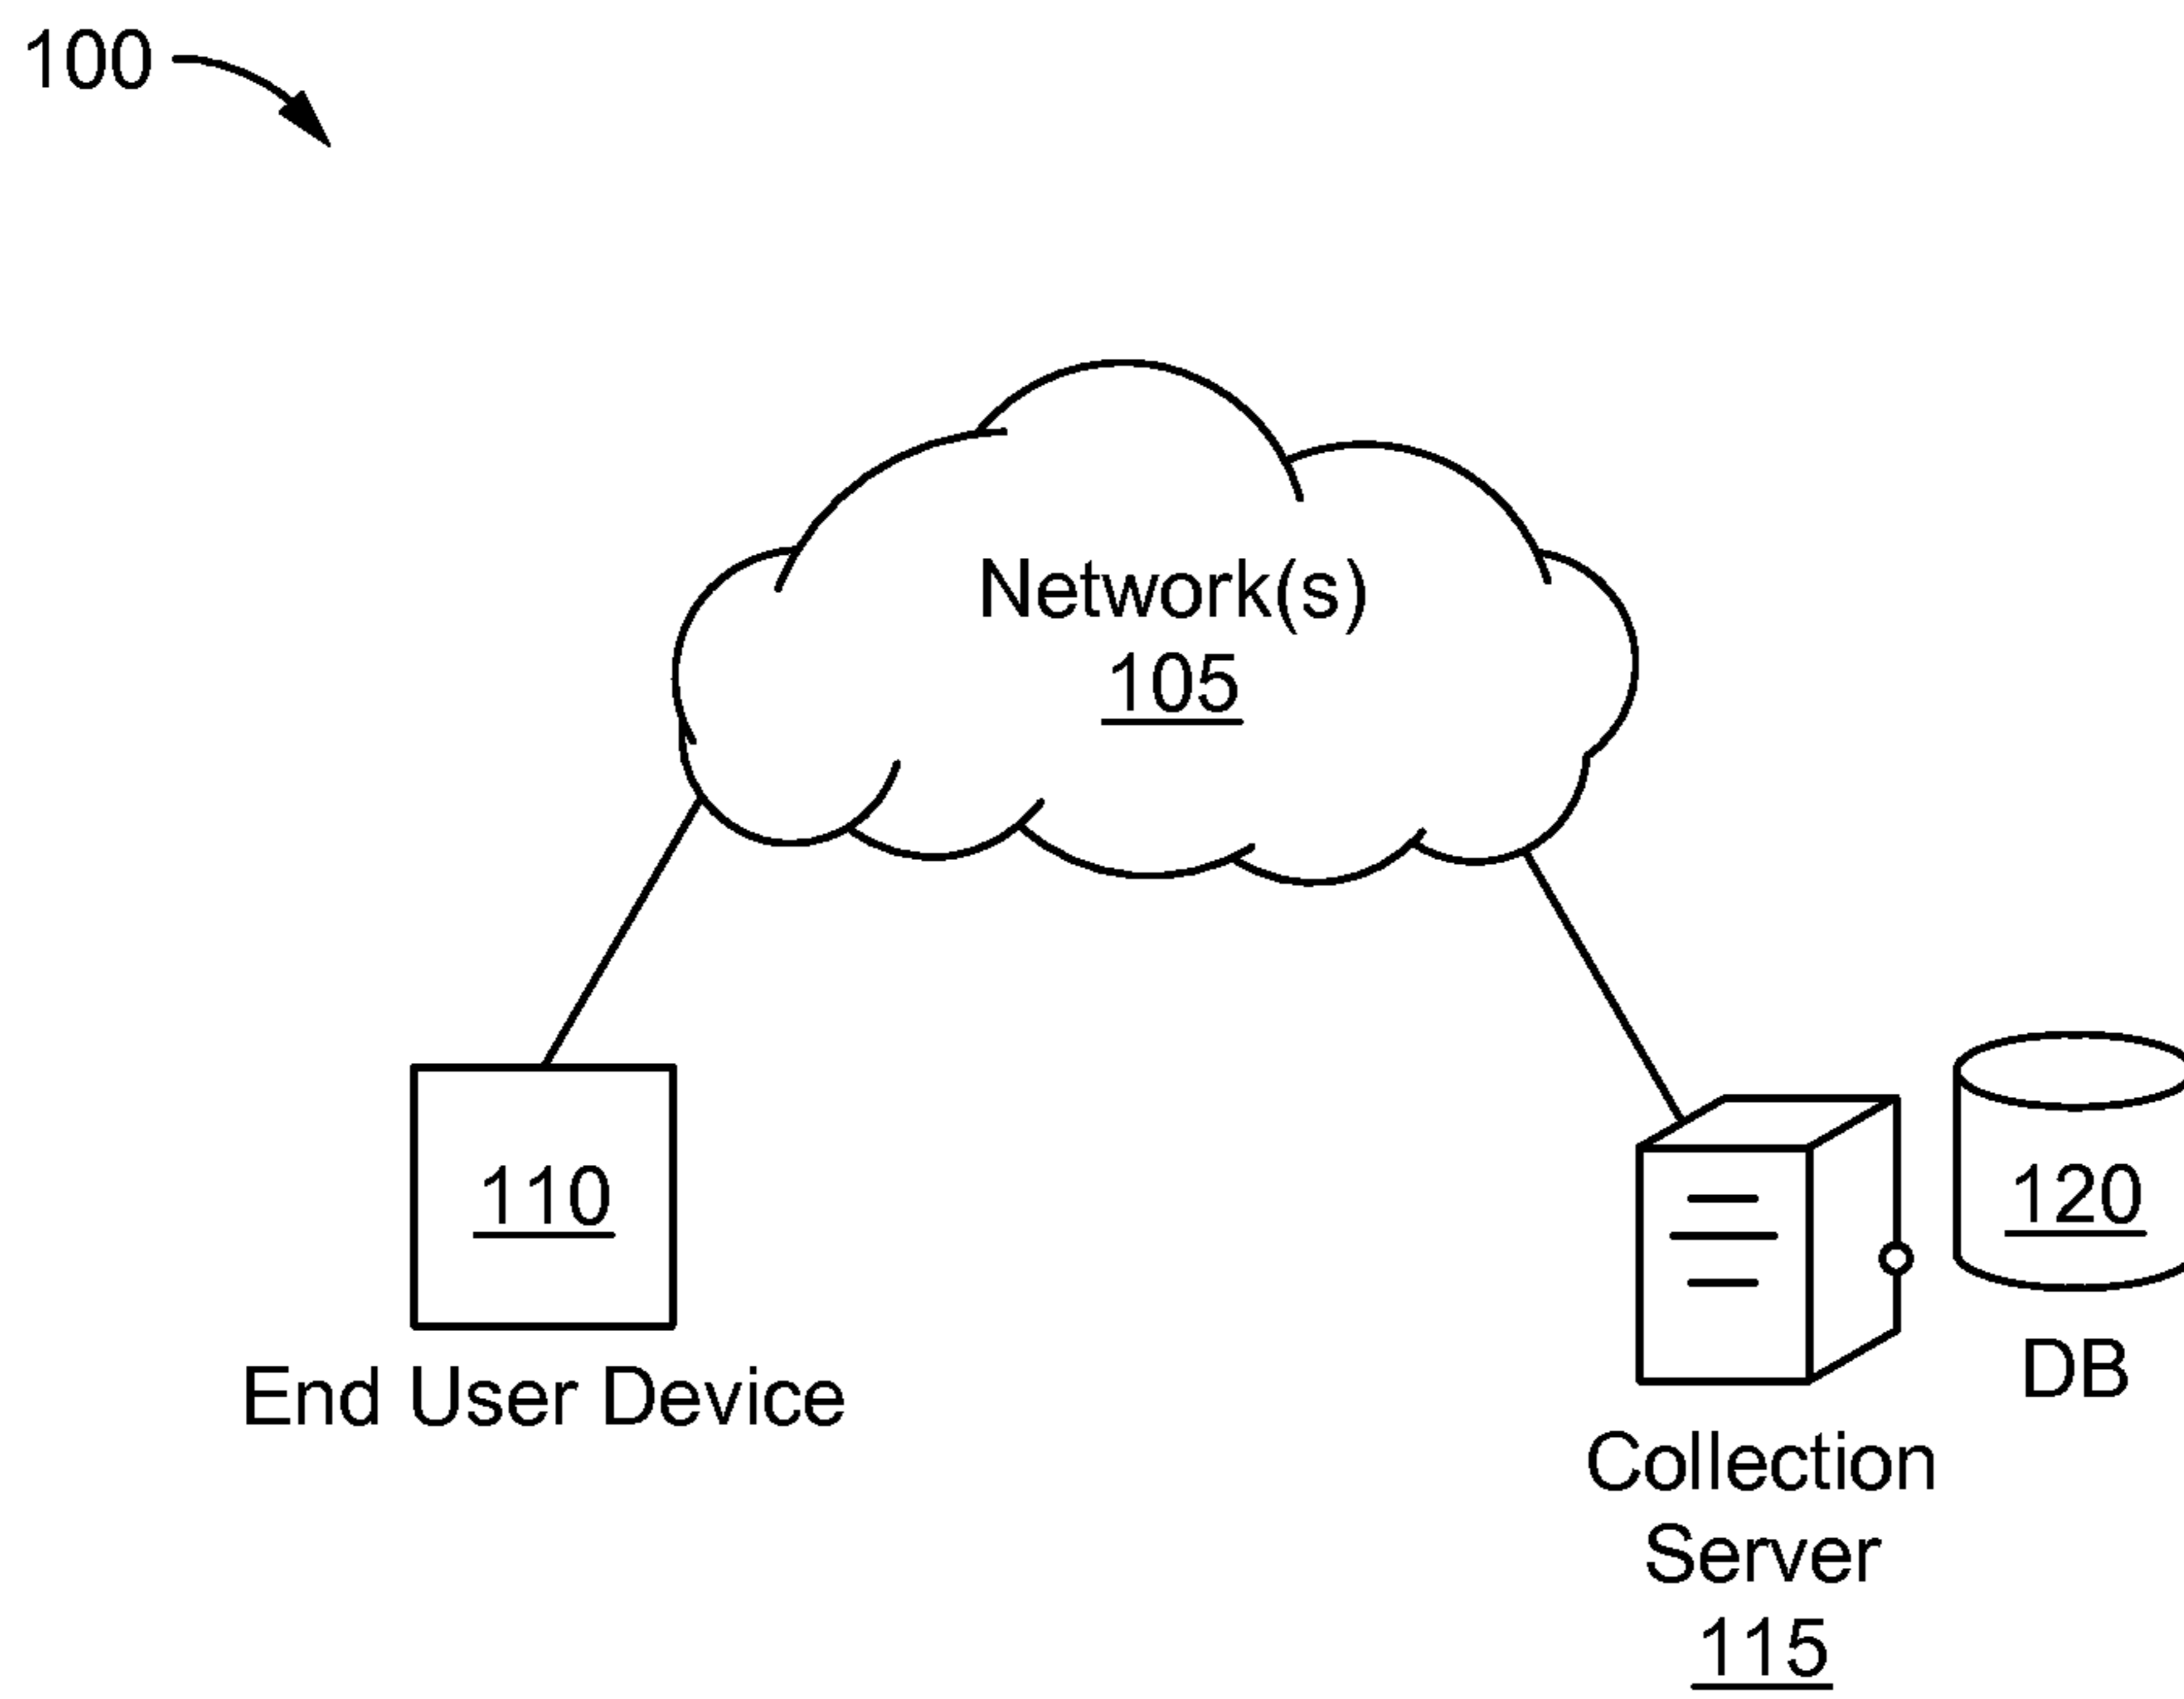 100
Network(s)
105
110
End User Device
120
DB
Collection
Server
115